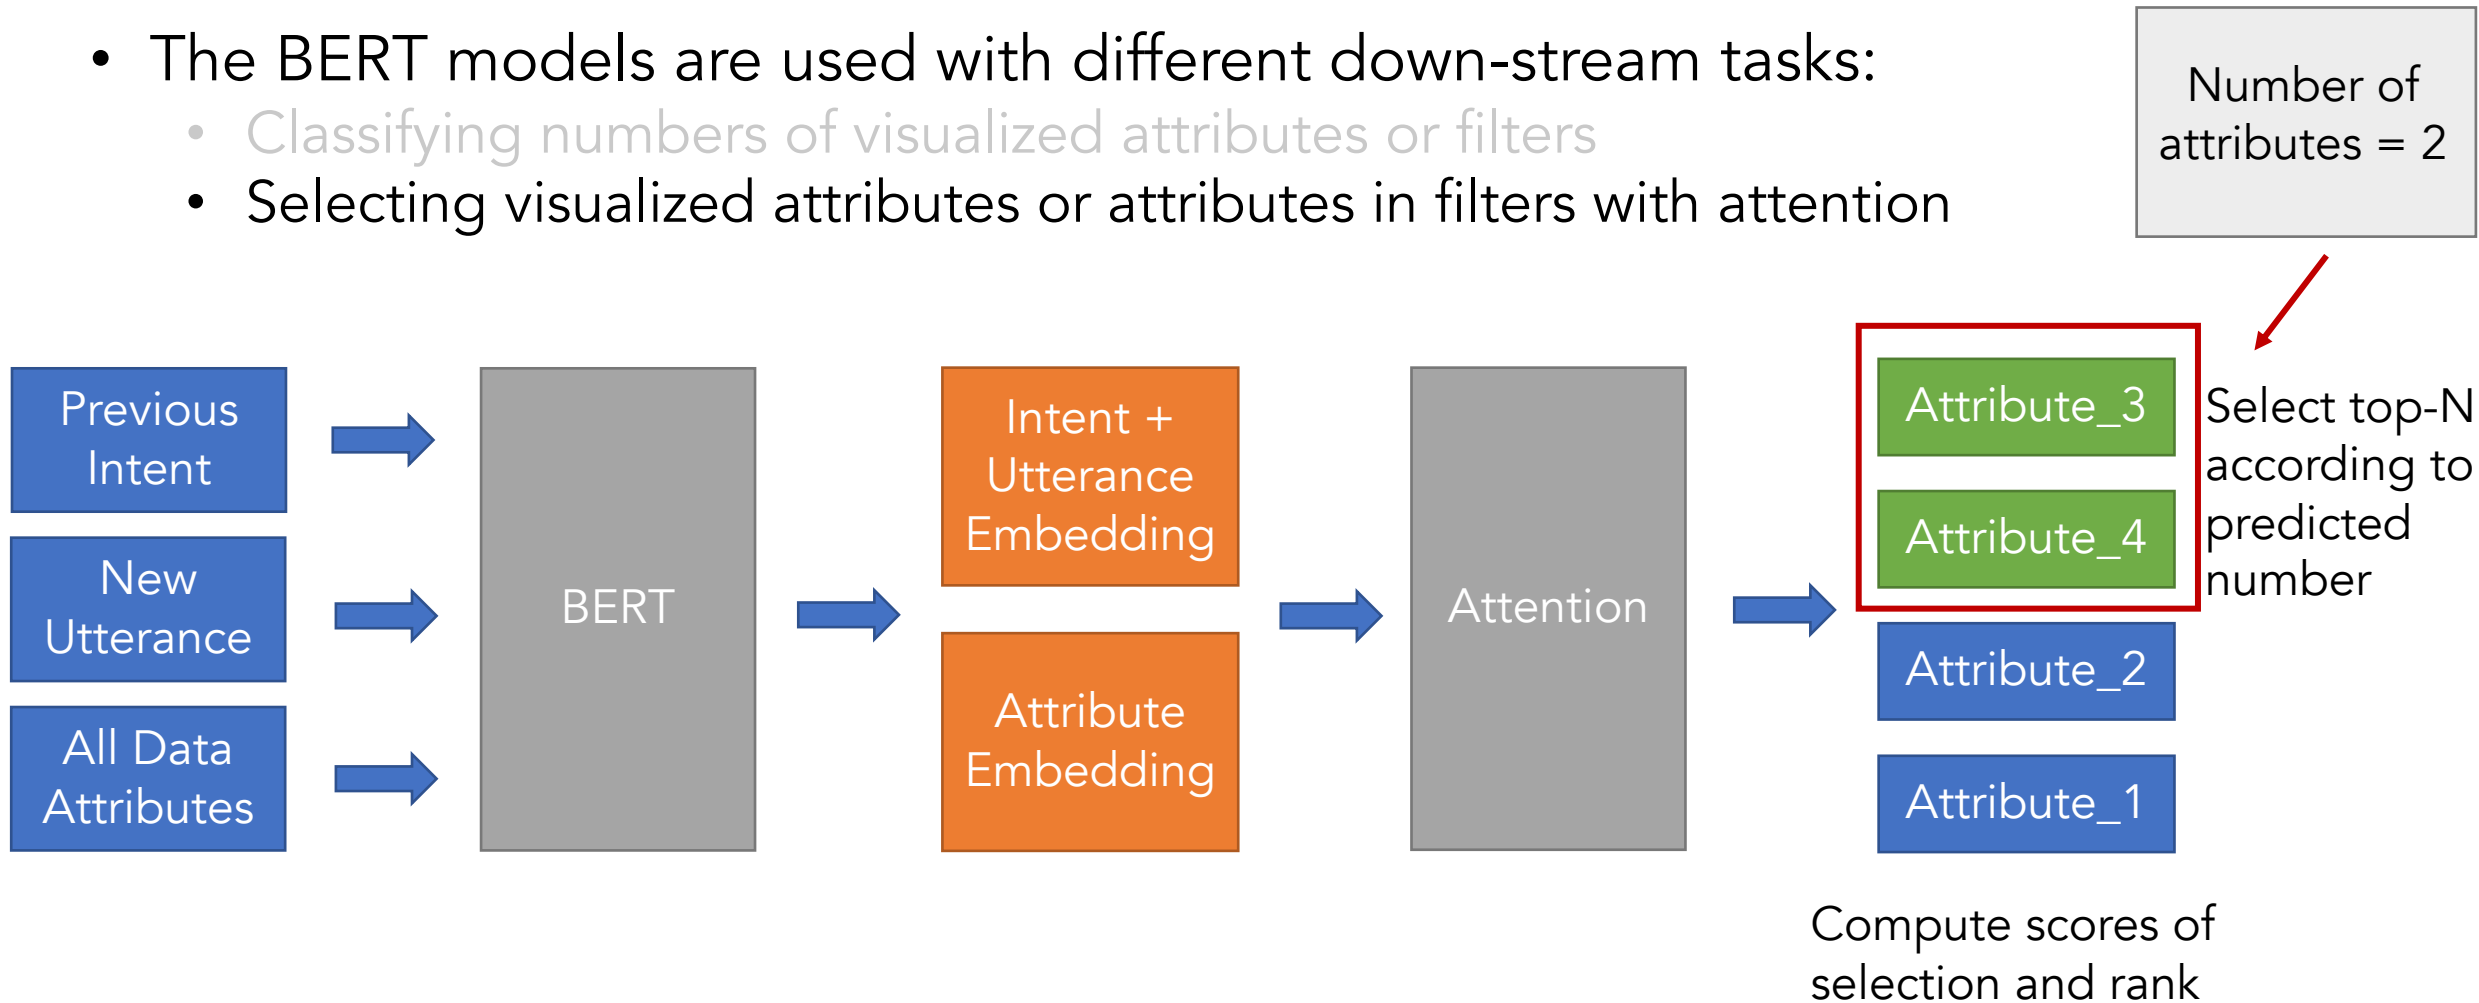 • The BERT models are used with different down-stream tasks:
• Classifying numbers of visualized attributes or filters
• Selecting visualized attributes or attributes in filters with attention
Number of
attributes = 2
Previous
Intent
New
Utterance
All Data
Attributes
BERT
Intent +
Utterance
Embedding
Attribute
Embedding
Attention
Attribute_3
Attribute_4
Attribute_2
Attribute_1
Select top-N
according to
predicted
number
Compute scores of
selection and rank